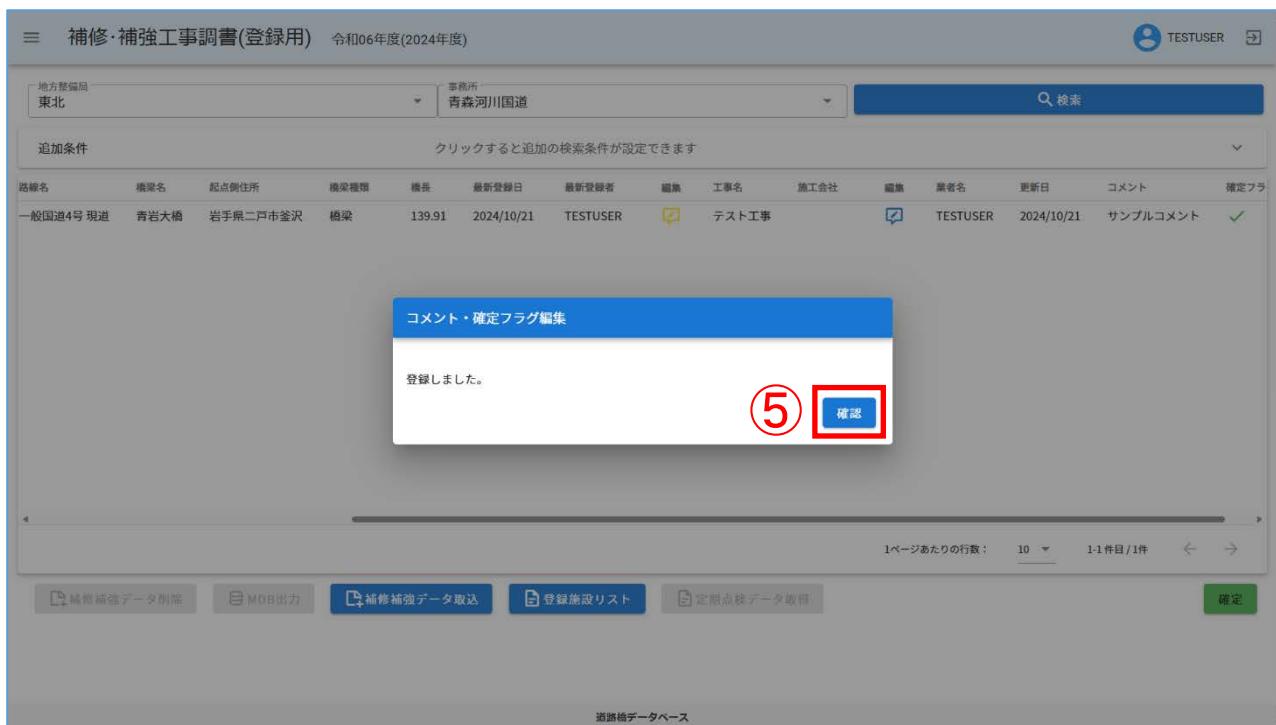 補修・補強工事調書(登録用) 令和06年度(2024年度) TESTUSER
地方整備局 事務所
東北 青森河川国道 検索
追加条件 クリックすると追加の検索条件が設定できます
路線名 橋梁名 起点側住所 橋梁種類 橋長 最新登録日 最新登録者 編集 工事名 施工会社 編集 業者名 更新日 コメント 確定フラ
一般国道4号 現道 青岩大橋 岩手県二戸市釜沢 橋梁 139.91 2024/10/21 TESTUSER テスト工事 TESTUSER 2024/10/21 サンプルコメント
コメント・確定フラグ編集
登録しました。
⑤ 確認
1ページあたりの行数： 10 1-1 件目 / 1件
補修補強データ削除 MDB出力 補修補強データ取込 登録施設リスト 定期点検データ取得 確定
道路橋データベース